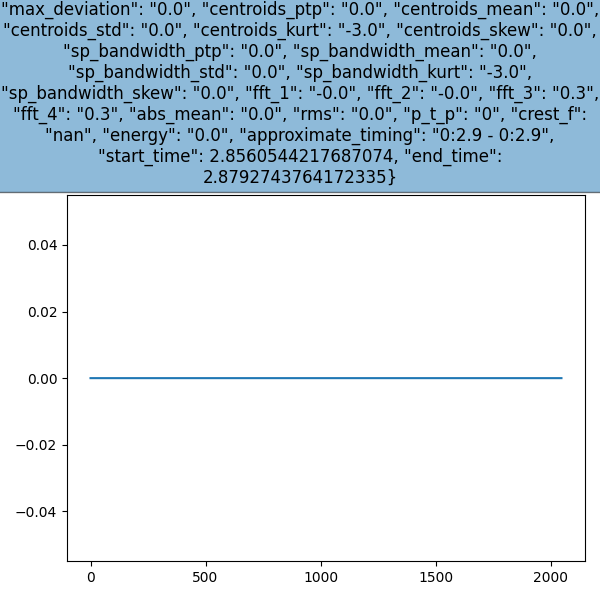 "max_deviation": "0.0", "centroids_ptp": "0.0", "centroids_mean": "0.0",
"centroids_std": "0.0", "centroids_kurt": "-3.0", "centroids_skew": "0.0",
"sp_bandwidth_ptp": "0.0", "sp_bandwidth_mean": "0.0",
"sp_bandwidth_std": "0.0", "sp_bandwidth_kurt": "-3.0",
"sp_bandwidth_skew": "0.0", "fft_1": "-0.0", "fft_2": "-0.0", "fft_3": "0.3",
"fft_4": "0.3", "abs_mean": "0.0", "rms": "0.0", "p_t_p": "0", "crest_f":
"nan", "energy": "0.0", "approximate_timing": "0:2.9 - 0:2.9",
"start_time": 2.8560544217687074, "end_time":
2.8792743764172335}
0.04
0.02
0.00
−0.02
−0.04
0 500 1000 1500 2000